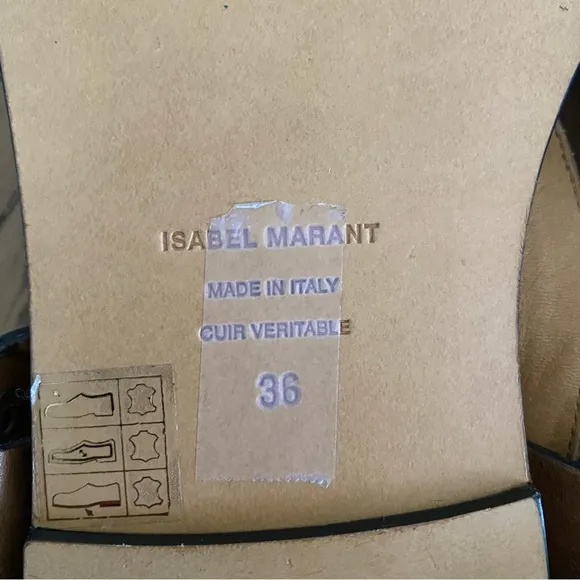 ISABEL MARANT
MADE IN ITALY
CUIR VERITABLE
36